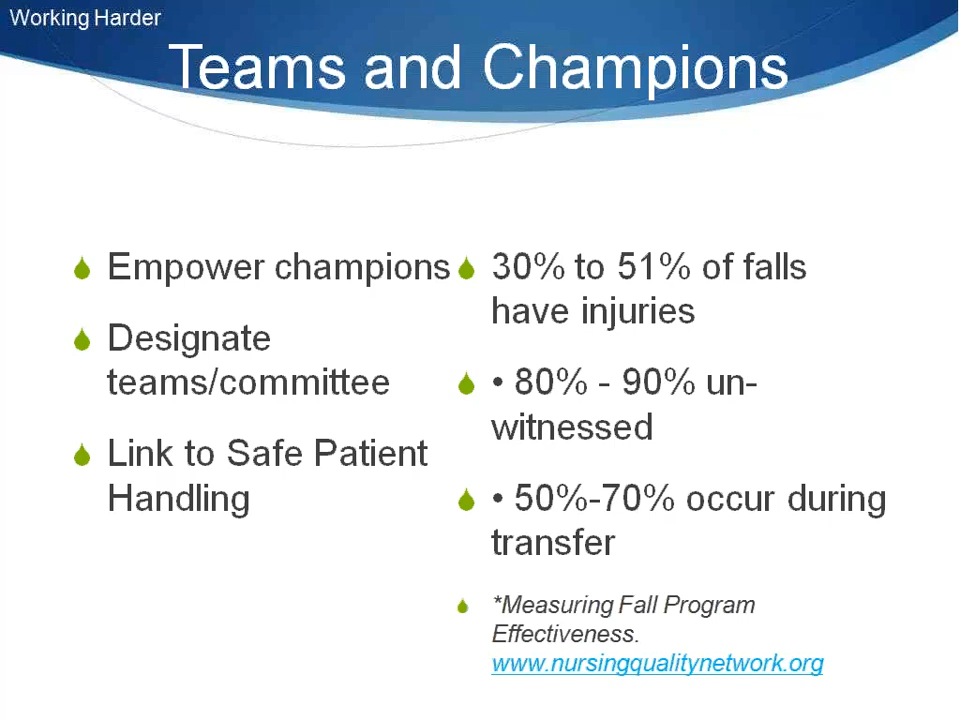 Working Harder
Teams and Champions
Empower champions
Designate
teams/committee
Link to Safe Patient
Handling
30% to 51% of falls
have injuries
• 80% - 90% un-
witnessed
• 50%-70% occur during
transfer
*Measuring Fall Program
Effectiveness.
www.nursingqualitynetwork.org